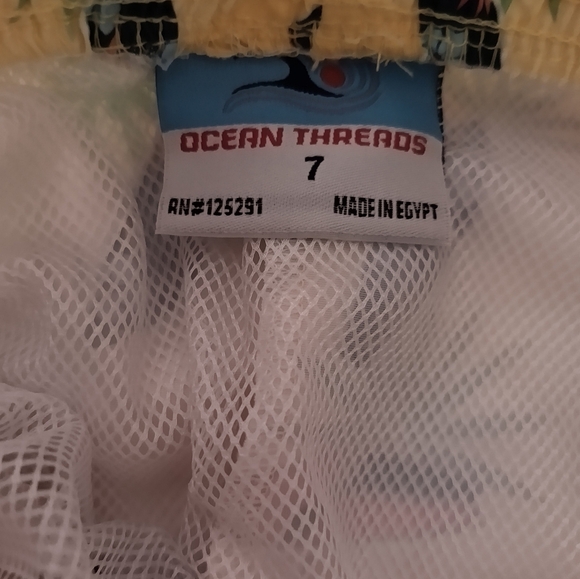 OCEAN THREADS
7
RN#125291 MADE IN EGYPT